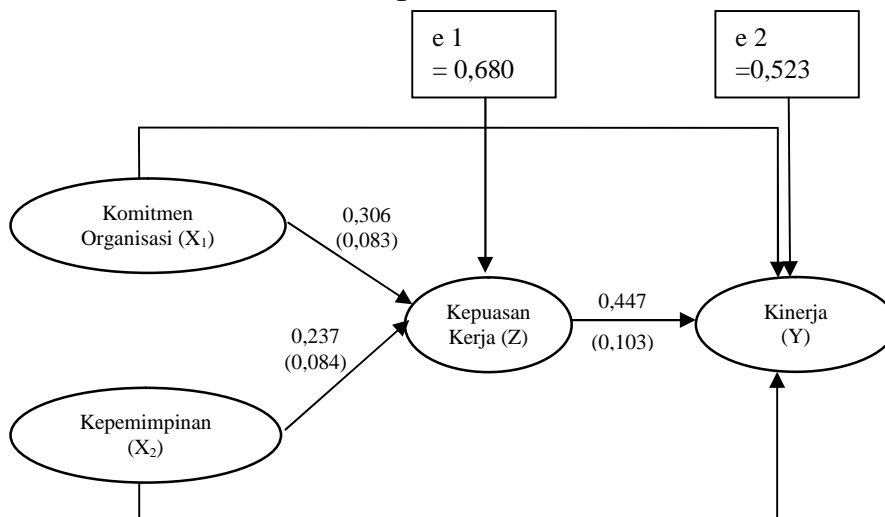 e 1
= 0,680
e 2
=0,523
Komitmen
Organisasi (X₁)
0,306
(0,083)
Kepuasan
Kerja (Z)
0,447
(0,103)
Kinerja
(Y)
0,237
(0,084)
Kepemimpinan
(X₂)